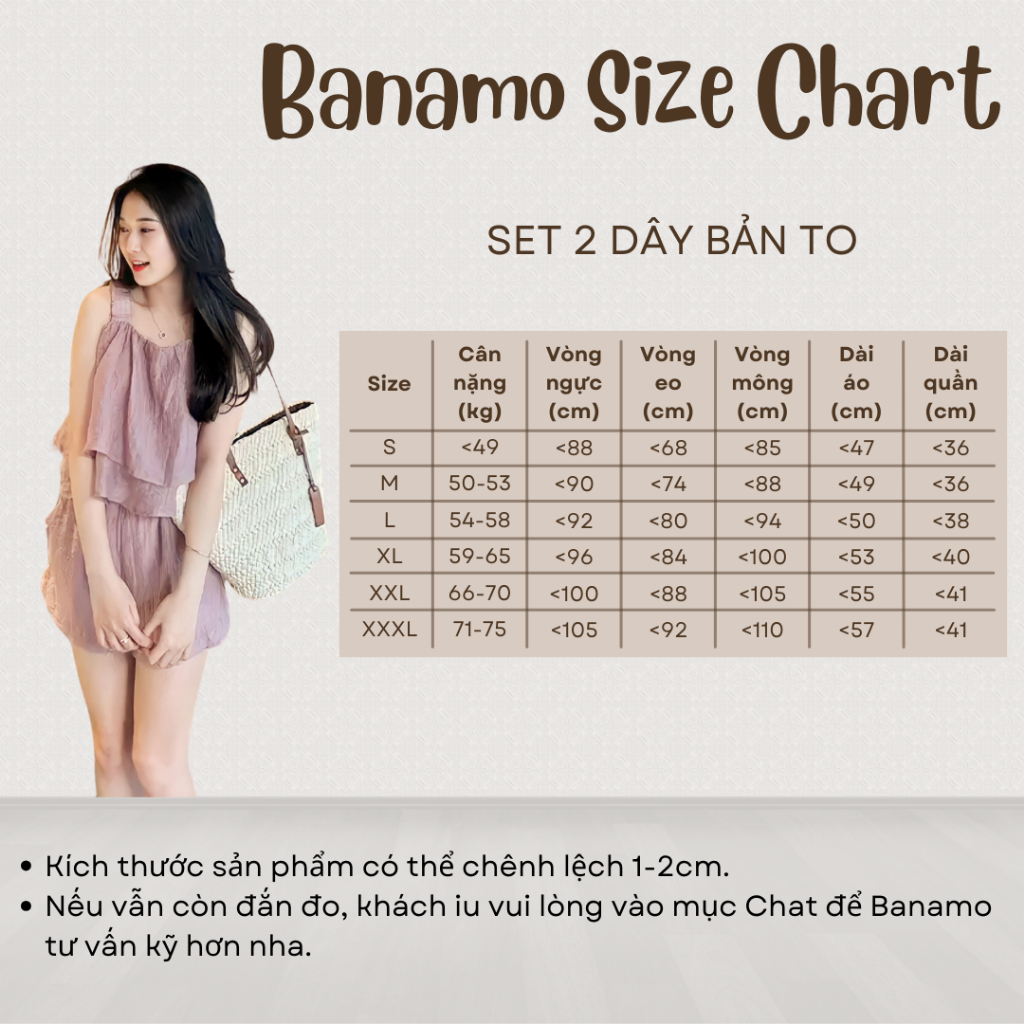 Banamo Size Chart
SET 2 DÂY BẢN TO
Size Cân nặng (kg) Vòng ngực (cm) Vòng eo (cm) Vòng mông (cm) Dài áo (cm) Dài quần (cm)
S <49 <88 <68 <85 <47 <36
M 50-53 <90 <74 <88 <49 <36
L 54-58 <92 <80 <94 <50 <38
XL 59-65 <96 <84 <100 <53 <40
XXL 66-70 <100 <88 <105 <55 <41
XXXL 71-75 <105 <92 <110 <57 <41
• Kích thước sản phẩm có thể chênh lệch 1-2cm.
• Nếu vẫn còn đắn đo, khách iu vui lòng vào mục Chat để Banamo
tư vấn kỹ hơn nha.